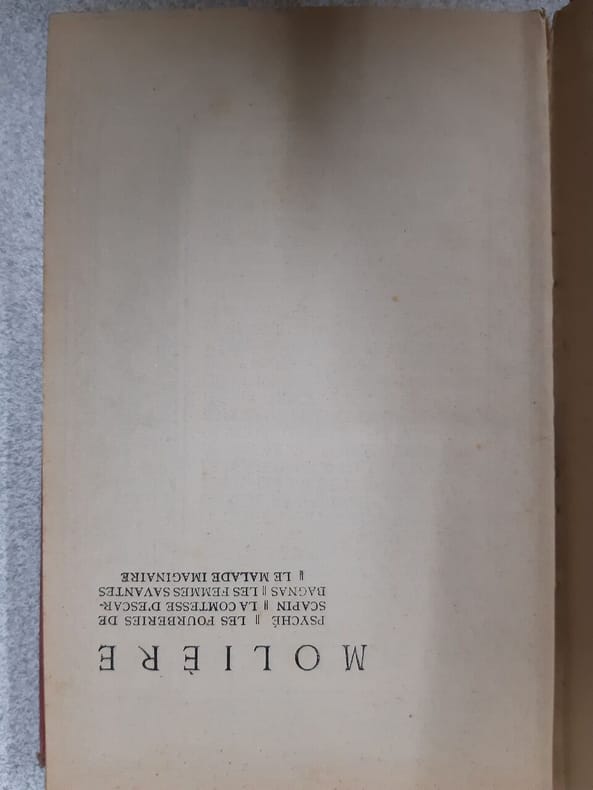 MOLIÈRE
PSYCHÉ || LES FOURBERIES DE
SCAPIN || LA COMTESSE D'ESCAR-
BAGNAS || LES FEMMES SAVANTES
|| LE MALADE IMAGINAIRE